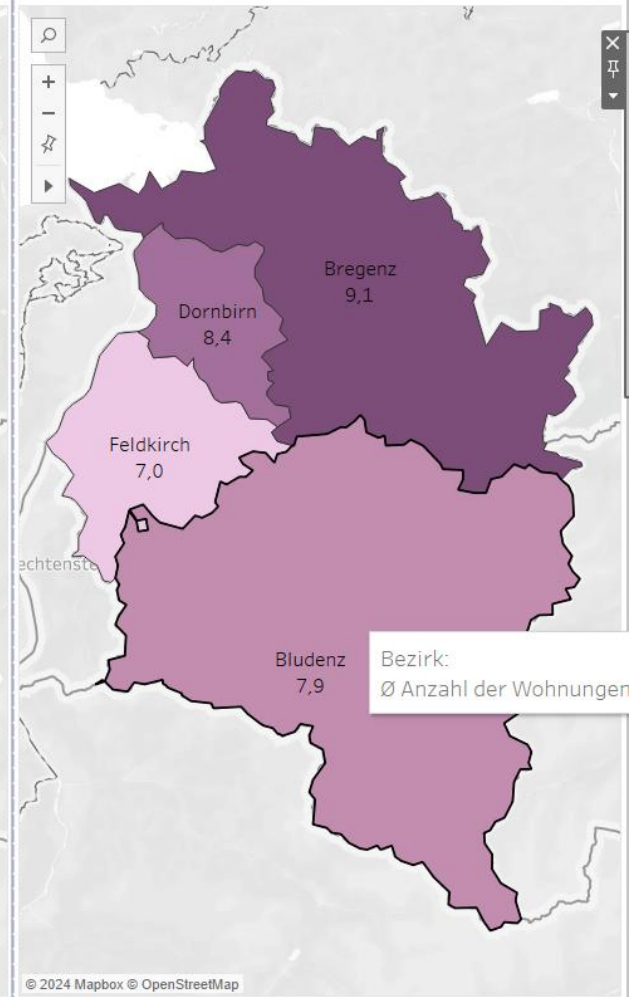 Bregenz
9,1
Dornbirn
8,4
Feldkirch
7,0
echtenste
Bludenz
7,9
Bezirk:
Ø Anzahl der Wohnungen
© 2024 Mapbox © OpenStreetMap